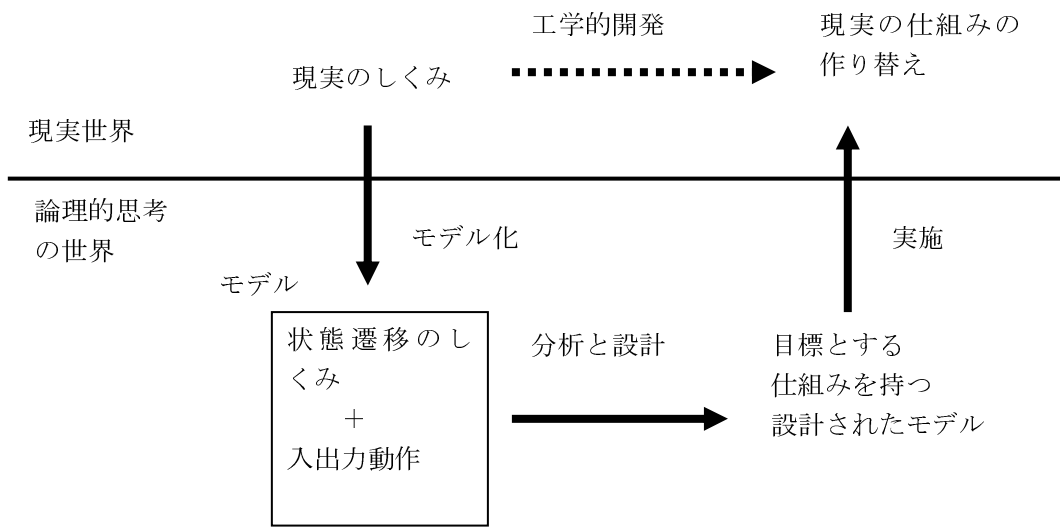 工学的開発
現実の仕組みの
作り替え
現実のしくみ
現実世界
論理的思考
の世界
モデル化
実施
モデル
状態遷移のし
くみ
＋
入出力動作
分析と設計
目標とする
仕組みを持つ
設計されたモデル